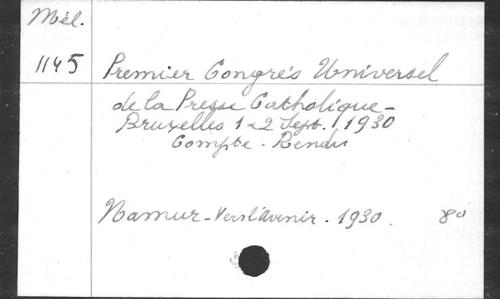 Mél.
1145
Premier Congrès Universel
de la Presse Catholique-
Bruxelles 1-2 Sept. 1930
Compte-Rendu
Namur-Vers l'Avenir. 1930. 80